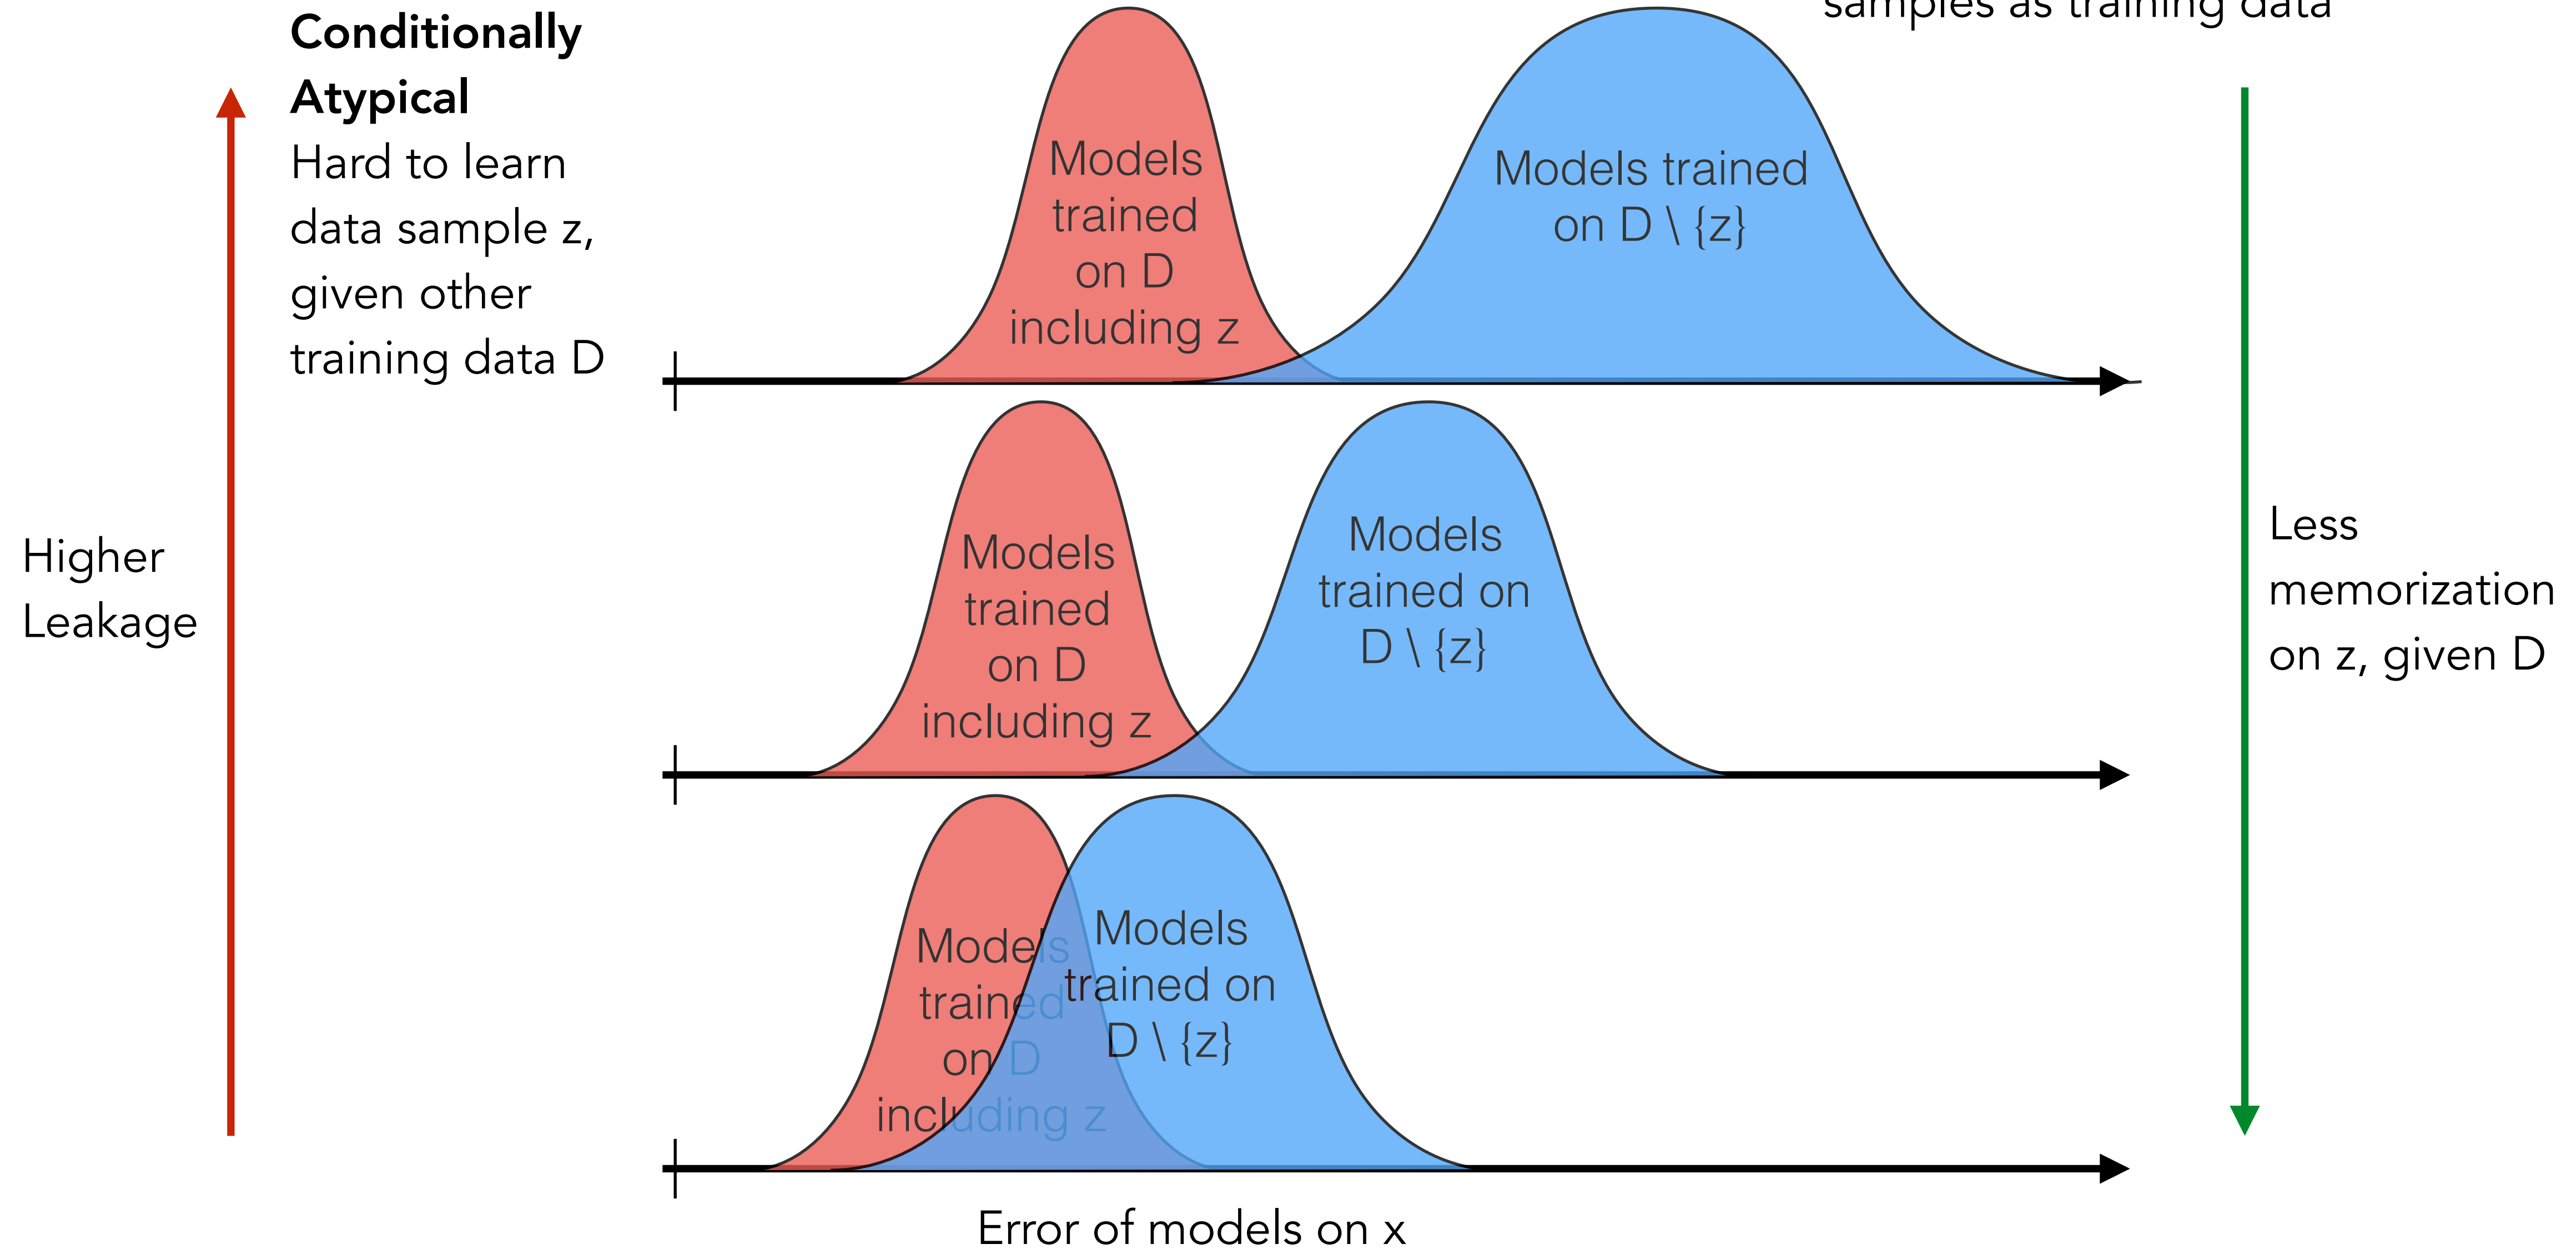 samples as training data
Conditionally
Atypical
Hard to learn
data sample z,
given other
training data D
Models
trained
on D
including z
Models trained
on D \ {z}
Higher
Leakage
Models
trained
on D
including z
Models
trained on
D \ {z}
Less
memorization
on z, given D
Models
trained
on D
including z
Models
trained on
D \ {z}
Error of models on x